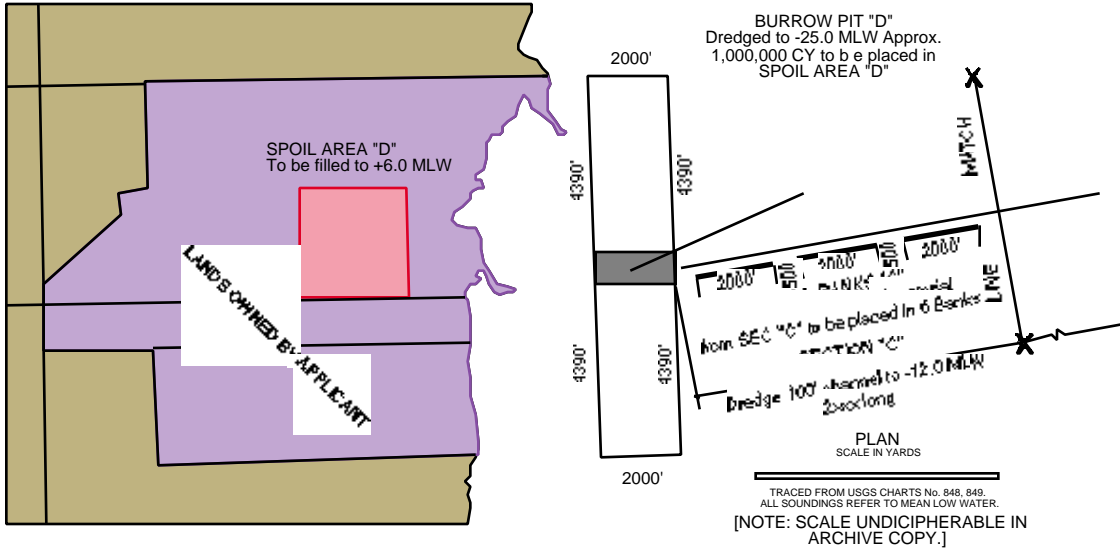 BURROW PIT "D"
Dredged to -25.0 MLW Approx.
1,000,000 CY to b e placed in
SPOIL AREA "D"
2000'
MATCH
SPOIL AREA "D"
To be filled to +6.0 MLW
4390'
4390'
LANDS OWNED BY APPLICANT
2000'
500
2000'
500
2000'
LINE
from SEC "C" to be placed in 6 Banks
SECTION "C"
Dredge 100' channel to -12.0 MLW
long
4390'
4390'
2000'
PLAN
SCALE IN YARDS
TRACED FROM USGS CHARTS No. 848, 849.
ALL SOUNDINGS REFER TO MEAN LOW WATER.
[NOTE: SCALE UNDICIPHERABLE IN
ARCHIVE COPY.]